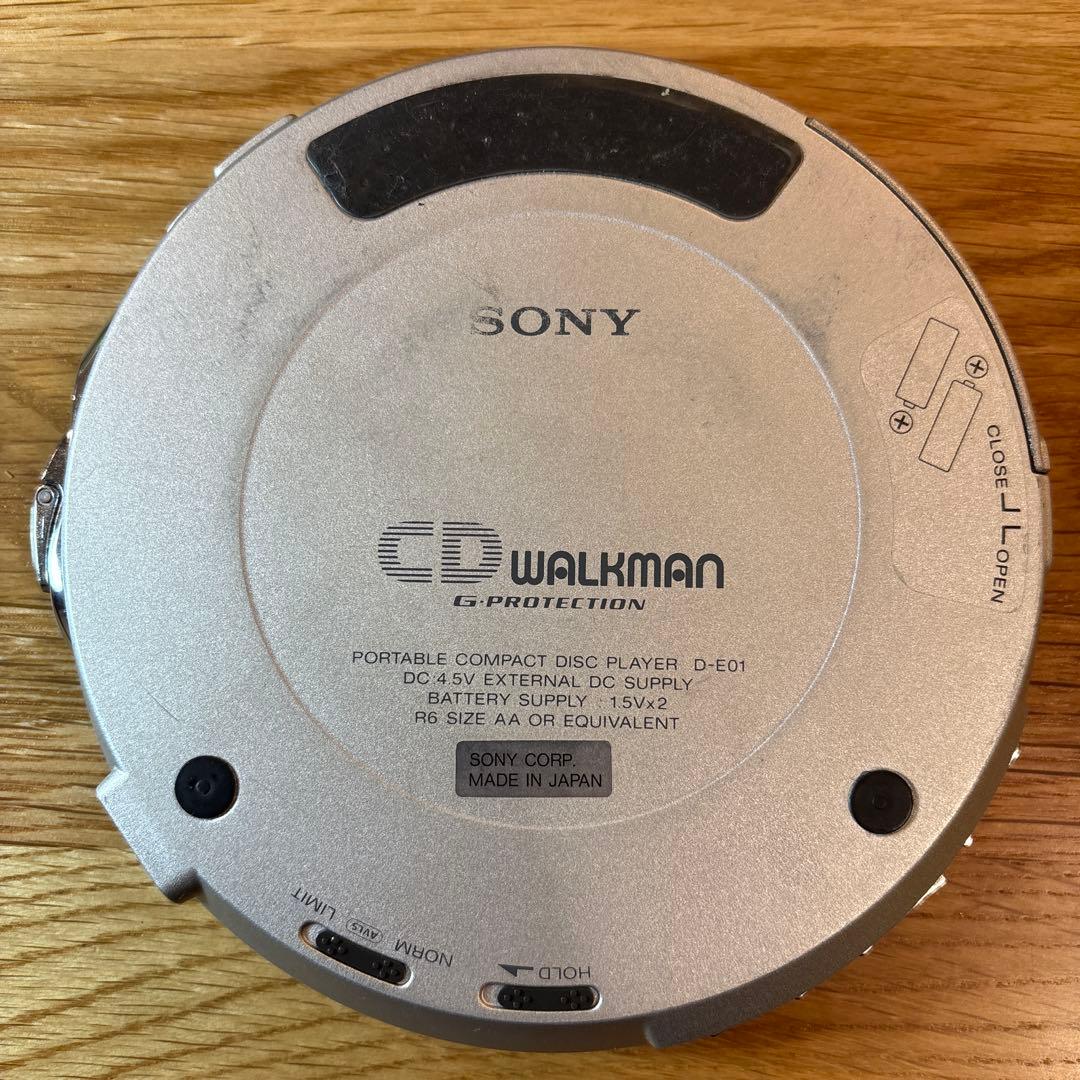 SONY
CLOSE
OPEN
CD WALKMAN
G·PROTECTION
PORTABLE COMPACT DISC PLAYER D-E01
DC 4.5V EXTERNAL DC SUPPLY
BATTERY SUPPLY : 1.5V×2
R6 SIZE AA OR EQUIVALENT
SONY CORP.
MADE IN JAPAN
LIMIT AVLS NORM
HOLD